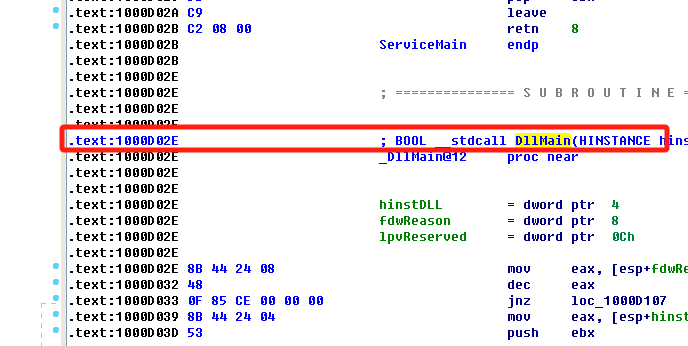 .text:1000D02A C9 leave
.text:1000D02B C2 08 00 retn 8
.text:1000D02B ServiceMain endp
.text:1000D02B
.text:1000D02E
.text:1000D02E ; =============== S U B R O U T I N E =
.text:1000D02E
.text:1000D02E
.text:1000D02E ; BOOL __stdcall DllMain(HINSTANCE hins
.text:1000D02E _DllMain@12 proc near
.text:1000D02E
.text:1000D02E hinstDLL = dword ptr 4
.text:1000D02E fdwReason = dword ptr 8
.text:1000D02E lpvReserved = dword ptr 0Ch
.text:1000D02E
.text:1000D02E 8B 44 24 08 mov eax, [esp+fdwRe
.text:1000D032 48 dec eax
.text:1000D033 0F 85 CE 00 00 00 jnz loc_1000D107
.text:1000D039 8B 44 24 04 mov eax, [esp+hinst
.text:1000D03D 53 push ebx